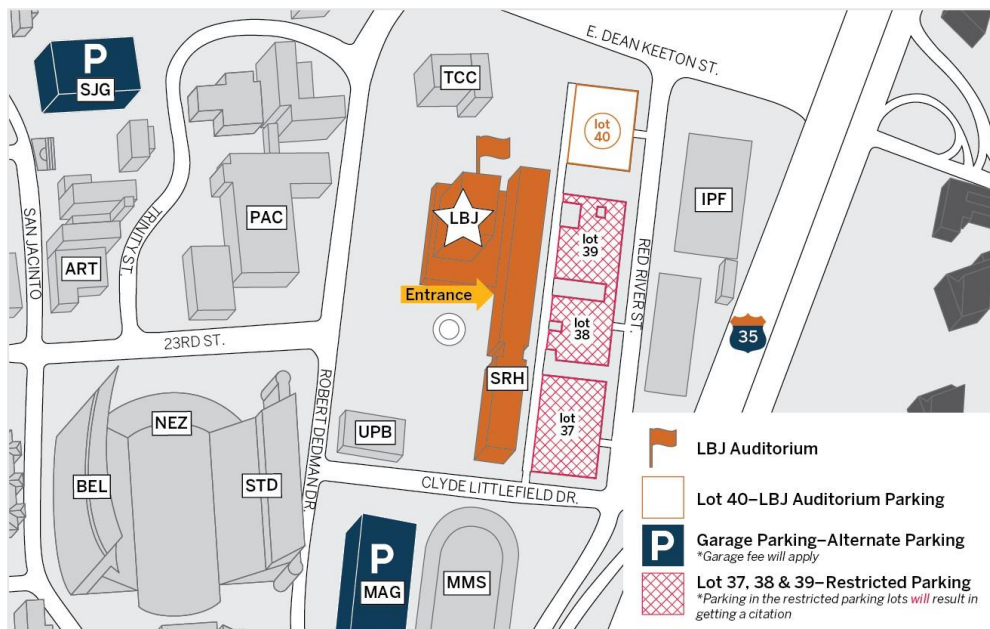 E. DEAN KEETON ST.
P
SJG
TCC
lot
40
PAC
LBJ
IPF
lot
39
SAN JACINTO
TRINITY ST.
ART
RED RIVER ST.
Entrance
lot
38
35
23RD ST.
ROBERT DEDMAN DR.
SRH
NEZ
UPB
lot
37
BEL
STD
CLYDE LITTLEFIELD DR.
P
MAG
MMS
LBJ Auditorium
Lot 40–LBJ Auditorium Parking
P
Garage Parking–Alternate Parking
*Garage fee will apply
Lot 37, 38 & 39–Restricted Parking
*Parking in the restricted parking lots will result in
getting a citation